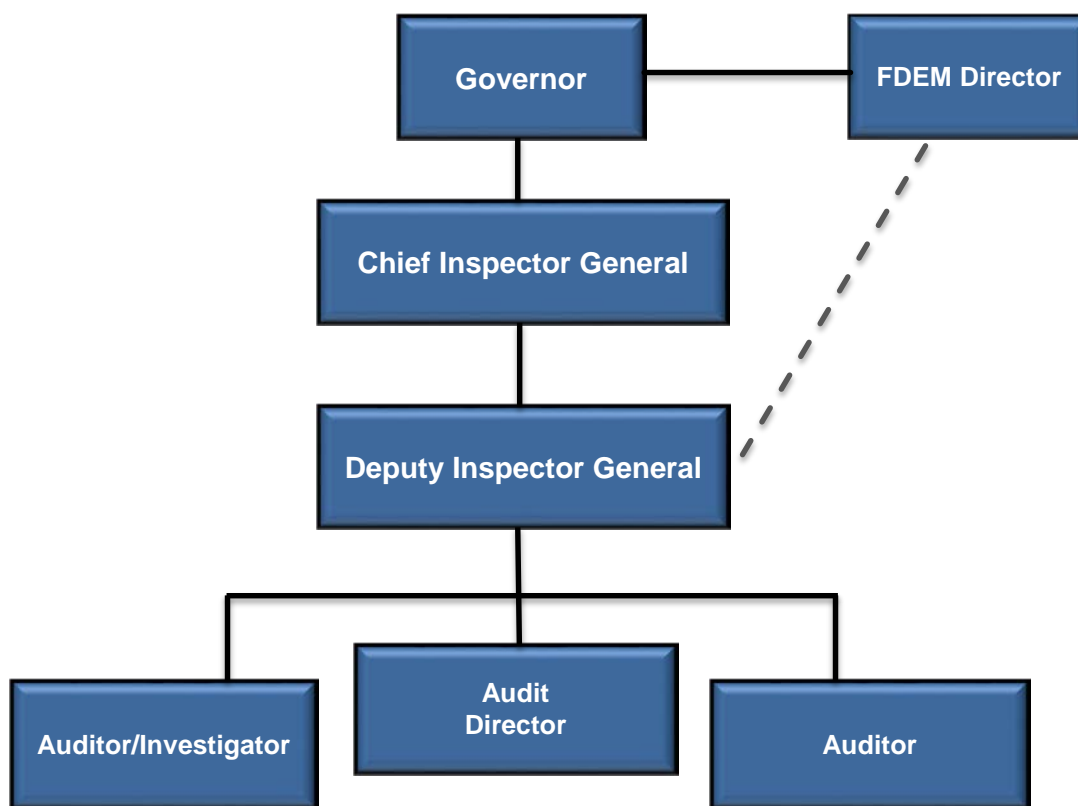 Governor
FDEM Director
Chief Inspector General
Deputy Inspector General
Audit
Director
Auditor/Investigator
Auditor